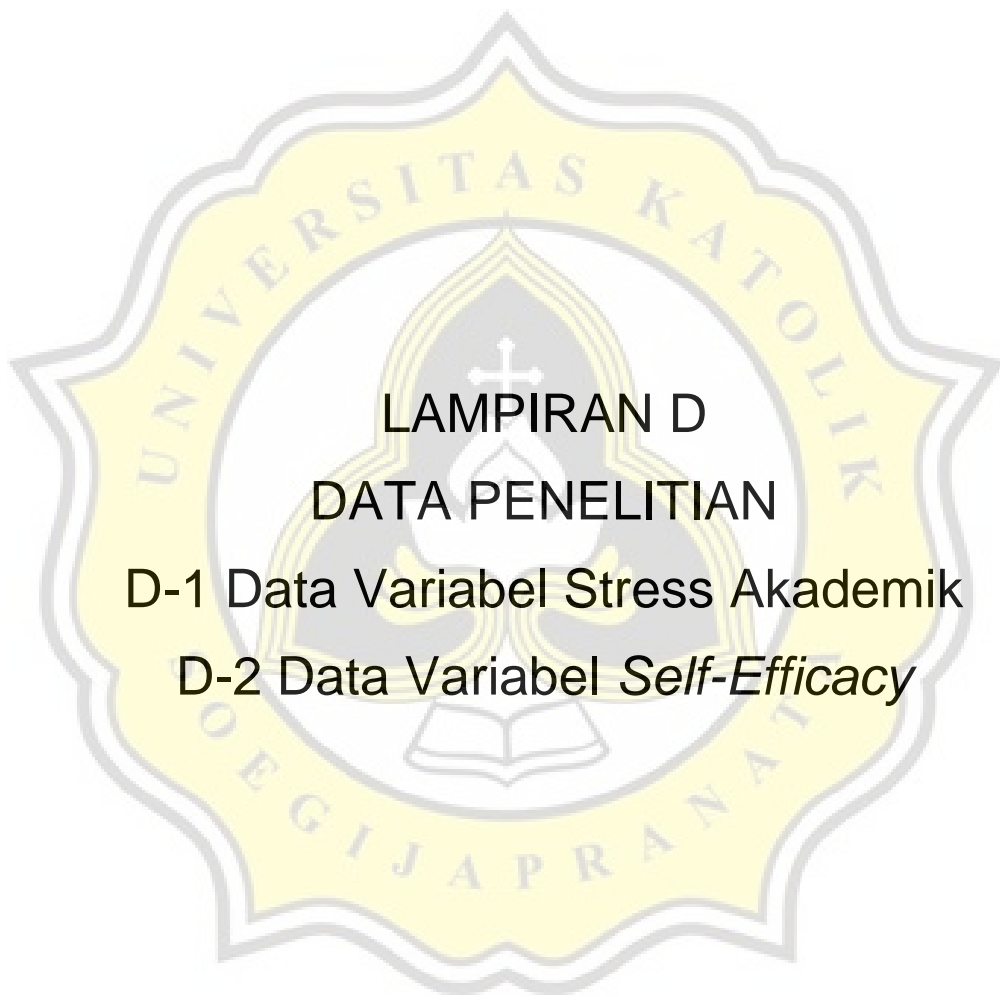 UNIVERSITAS KATOLIK
LAMPIRAN D
DATA PENELITIAN
D-1 Data Variabel Stress Akademik
D-2 Data Variabel Self-Efficacy
SOEGIJAPRANATA